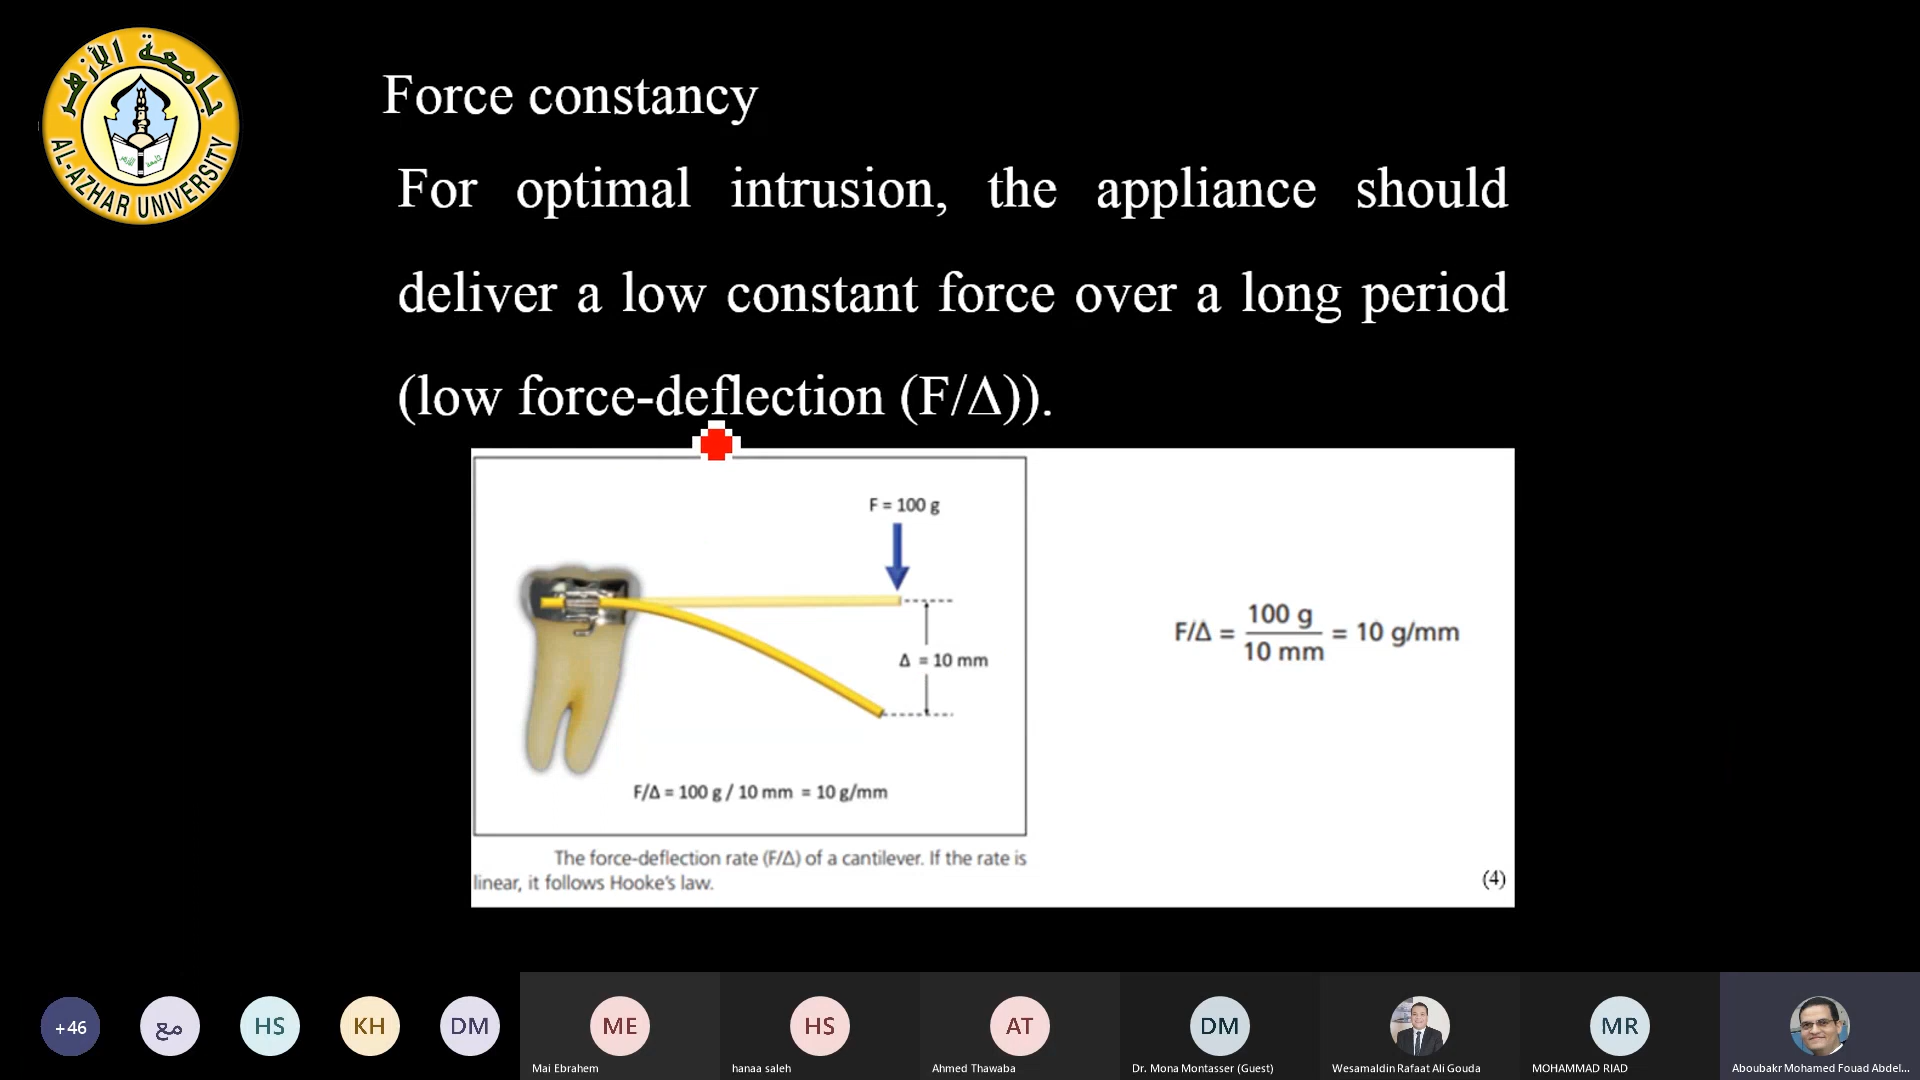 جامعة الأزهر
AL-AZHAR UNIVERSITY
Force constancy
For optimal intrusion, the appliance should
deliver a low constant force over a long period
(low force-deflection (F/Δ)).
F = 100 g
Δ = 10 mm
F/Δ = 100 g / 10 mm = 10 g/mm
The force-deflection rate (F/Δ) of a cantilever. If the rate is
linear, it follows Hooke's law.
F/Δ = 100 g / 10 mm = 10 g/mm
(4)
+46
مع
HS
KH
DM
ME
Mai Ebrahem
HS
hanaa saleh
AT
Ahmed Thawaba
DM
Dr. Mona Montasser (Guest)
Wesamaldin Rafaat Ali Gouda
MR
MOHAMMAD RIAD
Aboubakr Mohamed Fouad Abdel...